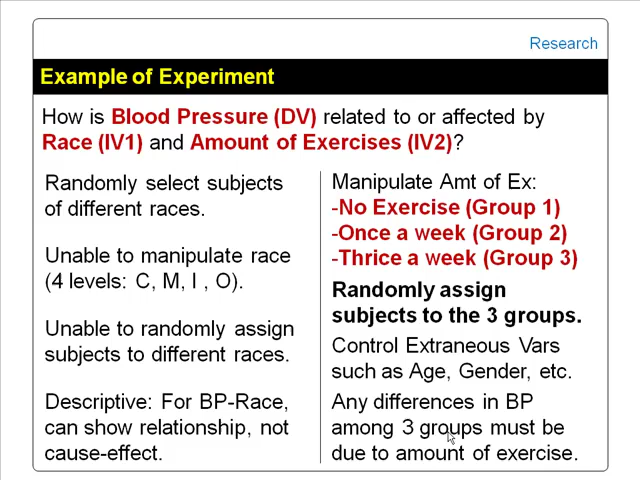 Research
Example of Experiment
How is Blood Pressure (DV) related to or affected by
Race (IV1) and Amount of Exercises (IV2)?
Randomly select subjects
of different races.
Unable to manipulate race
(4 levels: C, M, I , O).
Unable to randomly assign
subjects to different races.
Descriptive: For BP-Race,
can show relationship, not
cause-effect.
Manipulate Amt of Ex:
-No Exercise (Group 1)
-Once a week (Group 2)
-Thrice a week (Group 3)
Randomly assign
subjects to the 3 groups.
Control Extraneous Vars
such as Age, Gender, etc.
Any differences in BP
among 3 groups must be
due to amount of exercise.